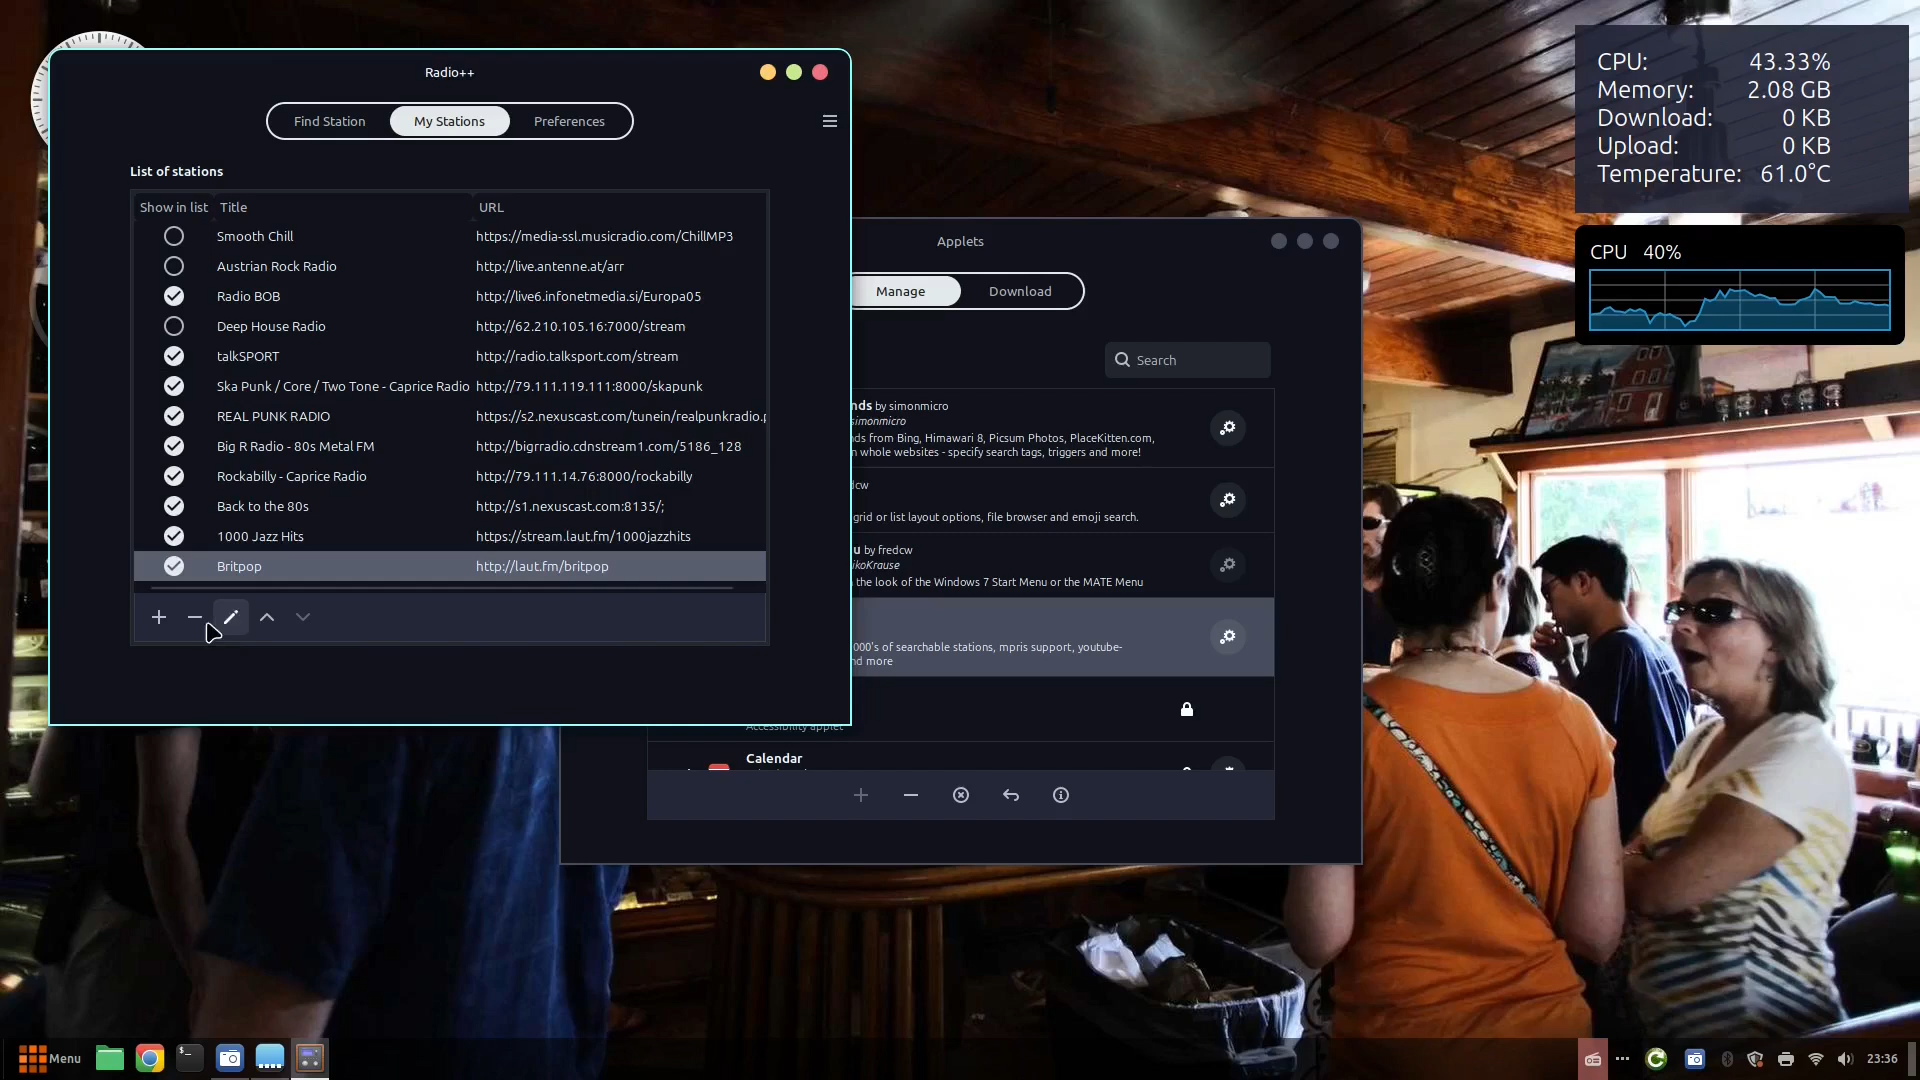 Radio++
Find Station
My Stations
Preferences
List of stations
Show in list Title URL
Smooth Chill https://media-ssl.musicradio.com/ChillMP3
Austrian Rock Radio http://live.antenne.at/arr
Radio BOB http://live6.infonetmedia.si/Europa05
Deep House Radio http://62.210.105.16:7000/stream
talkSPORT http://radio.talksport.com/stream
Ska Punk / Core / Two Tone - Caprice Radio http://79.111.119.111:8000/skapunk
REAL PUNK RADIO https://s2.nexuscast.com/tunein/realpunkradio.p
Big R Radio - 80s Metal FM http://bigrradio.cdnstream1.com/5186_128
Rockabilly - Caprice Radio http://79.111.14.76:8000/rockabilly
Back to the 80s http://s1.nexuscast.com:8135/;
1000 Jazz Hits https://stream.laut.fm/1000jazzhits
Britpop http://laut.fm/britpop
Applets
Manage
Download
Search
nds by simonmicro
simonmicro
ds from Bing, Himawari 8, Picsum Photos, PlaceKitten.com,
n whole websites - specify search tags, triggers and more!
dcw
grid or list layout options, file browser and emoji search.
u by fredcw
ikoKrause
the look of the Windows 7 Start Menu or the MATE Menu
000's of searchable stations, mpris support, youtube-
nd more
Accessibility applet
Calendar
CPU: 43.33%
Memory: 2.08 GB
Download: 0 KB
Upload: 0 KB
Temperature: 61.0°C
CPU 40%
Menu
23:36